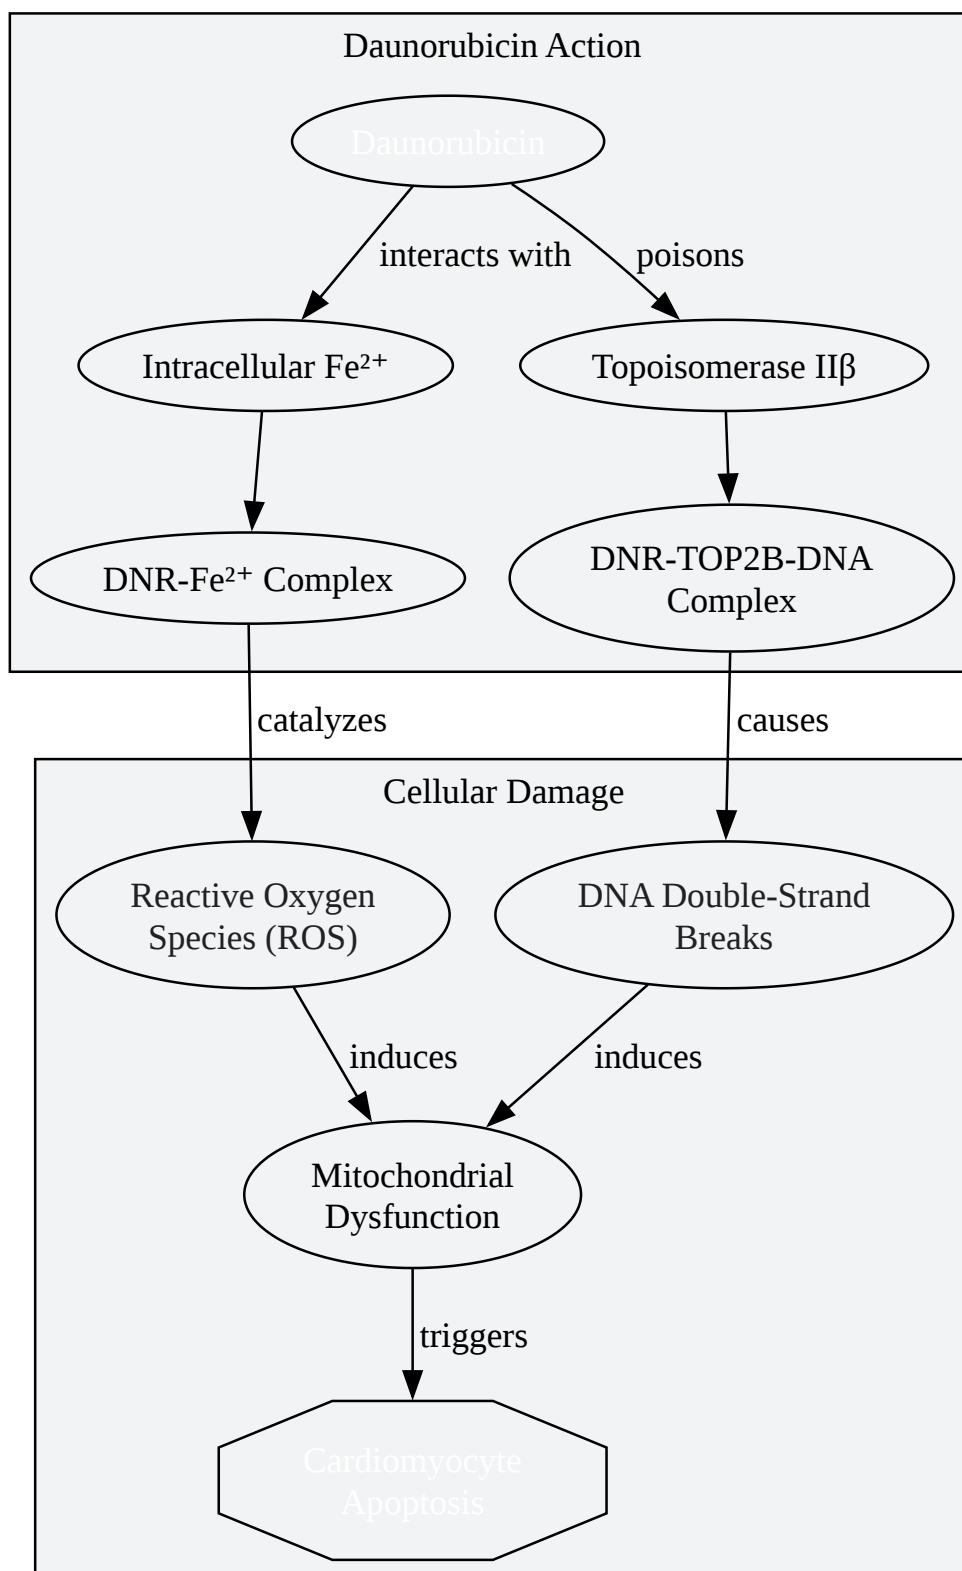 Daunorubicin Action
Daunorubicin
interacts with
poisons
Intracellular Fe²⁺
Topoisomerase IIβ
DNR-Fe²⁺ Complex
DNR-TOP2B-DNA
Complex
catalyzes
causes
Cellular Damage
Reactive Oxygen
Species (ROS)
DNA Double-Strand
Breaks
induces
induces
Mitochondrial
Dysfunction
triggers
Cardiomyocyte
Apoptosis